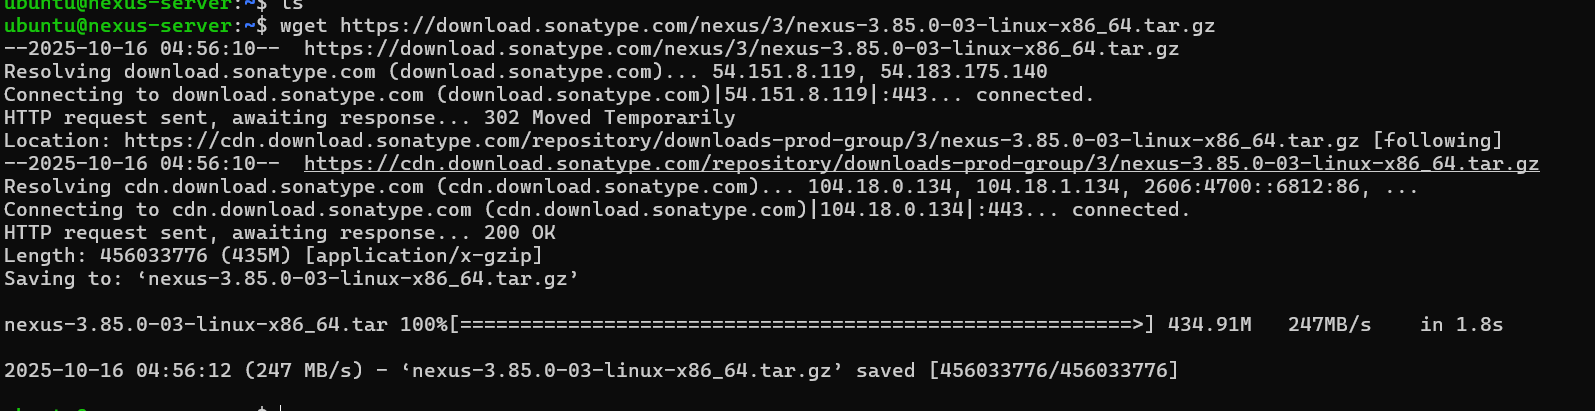 ubuntu@nexus-server:~$ ls
ubuntu@nexus-server:~$ wget https://download.sonatype.com/nexus/3/nexus-3.85.0-03-linux-x86_64.tar.gz
--2025-10-16 04:56:10--  https://download.sonatype.com/nexus/3/nexus-3.85.0-03-linux-x86_64.tar.gz
Resolving download.sonatype.com (download.sonatype.com)... 54.151.8.119, 54.183.175.140
Connecting to download.sonatype.com (download.sonatype.com)|54.151.8.119|:443... connected.
HTTP request sent, awaiting response... 302 Moved Temporarily
Location: https://cdn.download.sonatype.com/repository/downloads-prod-group/3/nexus-3.85.0-03-linux-x86_64.tar.gz [following]
--2025-10-16 04:56:10--  https://cdn.download.sonatype.com/repository/downloads-prod-group/3/nexus-3.85.0-03-linux-x86_64.tar.gz
Resolving cdn.download.sonatype.com (cdn.download.sonatype.com)... 104.18.0.134, 104.18.1.134, 2606:4700::6812:86, ...
Connecting to cdn.download.sonatype.com (cdn.download.sonatype.com)|104.18.0.134|:443... connected.
HTTP request sent, awaiting response... 200 OK
Length: 456033776 (435M) [application/x-gzip]
Saving to: ‘nexus-3.85.0-03-linux-x86_64.tar.gz’
nexus-3.85.0-03-linux-x86_64.tar 100%[========================================================>] 434.91M   247MB/s    in 1.8s
2025-10-16 04:56:12 (247 MB/s) - ‘nexus-3.85.0-03-linux-x86_64.tar.gz’ saved [456033776/456033776]